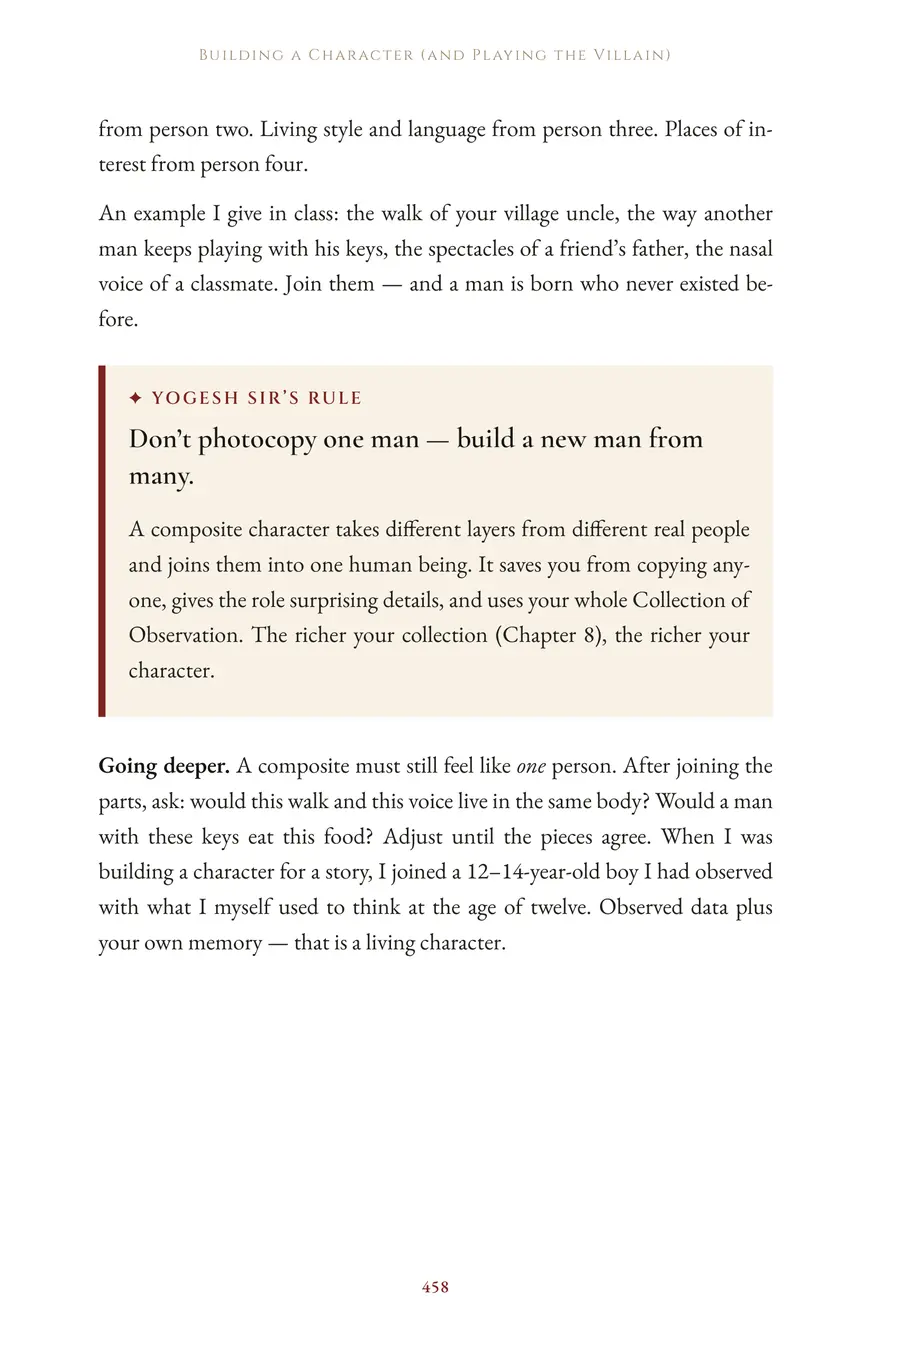 Building a Character (and Playing the Villain)
from person two. Living style and language from person three. Places of in-
terest from person four.
An example I give in class: the walk of your village uncle, the way another
man keeps playing with his keys, the spectacles of a friend’s father, the nasal
voice of a classmate. Join them — and a man is born who never existed be-
fore.
✦ YOGESH SIR’S RULE
Don’t photocopy one man — build a new man from
many.
A composite character takes different layers from different real people
and joins them into one human being. It saves you from copying any-
one, gives the role surprising details, and uses your whole Collection of
Observation. The richer your collection (Chapter 8), the richer your
character.
Going deeper. A composite must still feel like one person. After joining the
parts, ask: would this walk and this voice live in the same body? Would a man
with these keys eat this food? Adjust until the pieces agree. When I was
building a character for a story, I joined a 12–14-year-old boy I had observed
with what I myself used to think at the age of twelve. Observed data plus
your own memory — that is a living character.
458